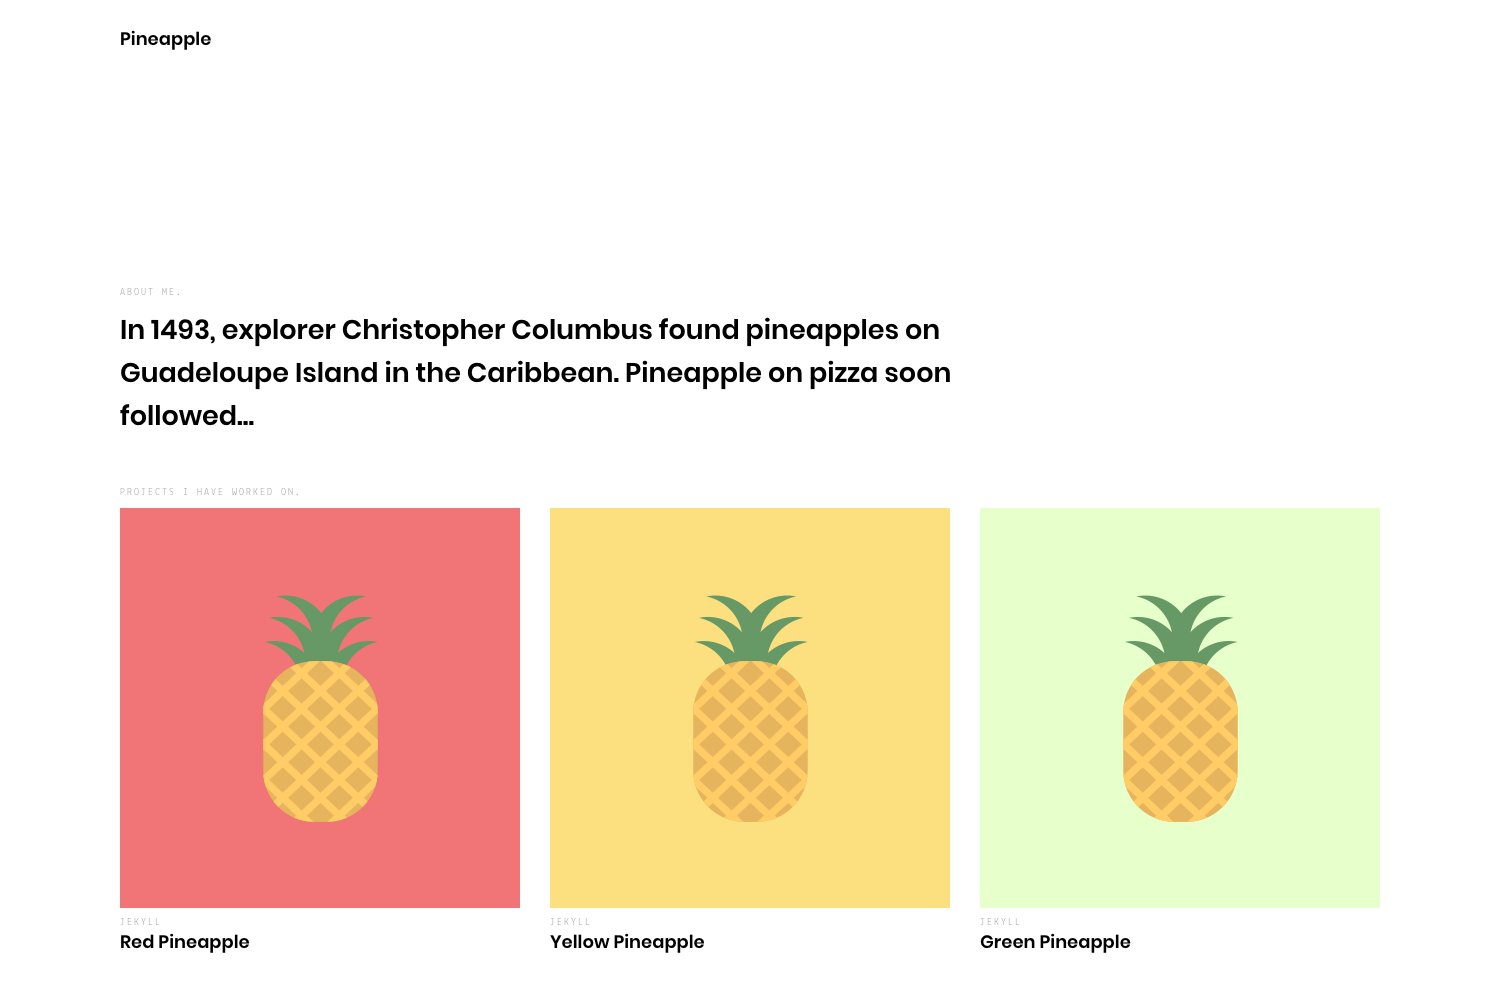 Pineapple
ABOUT ME.
In 1493, explorer Christopher Columbus found pineapples on
Guadeloupe Island in the Caribbean. Pineapple on pizza soon
followed...
PROJECTS I HAVE WORKED ON.
JEKYLL
Red Pineapple
JEKYLL
Yellow Pineapple
JEKYLL
Green Pineapple